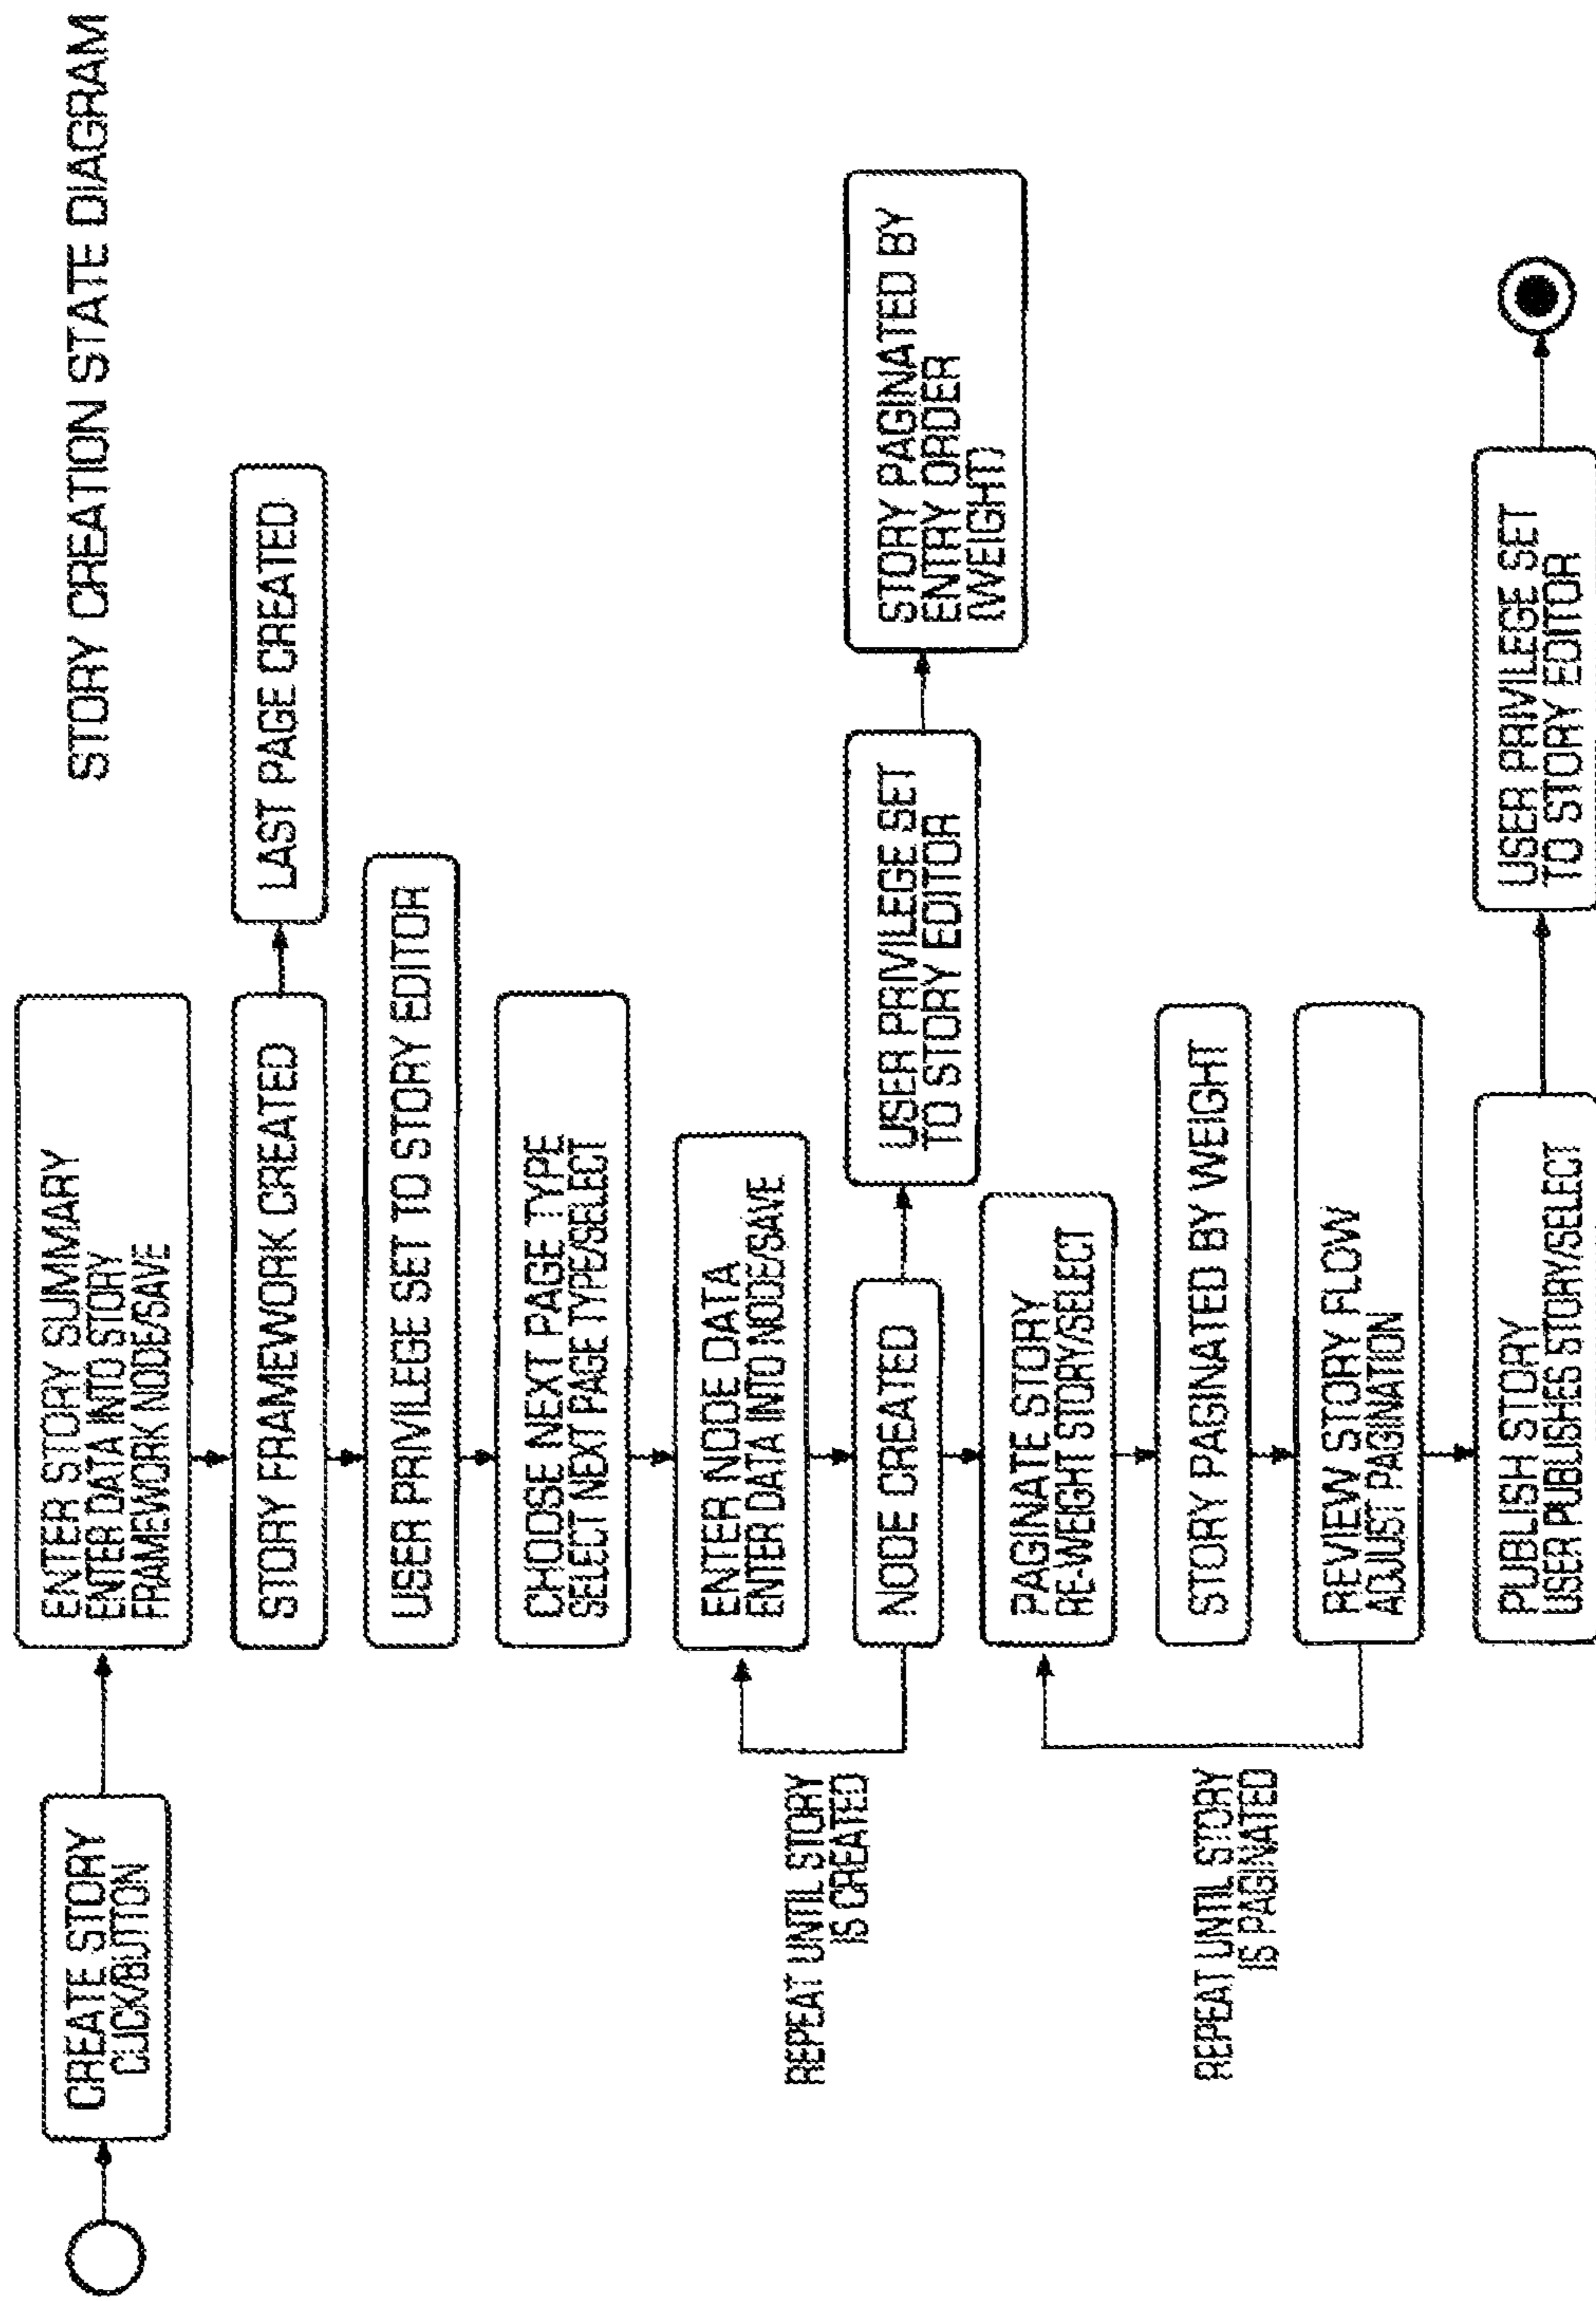 STORY CREATION STATE DIAGRAM
CREATE STORY
CLICK/BUTTON
ENTER STORY SUMMARY
ENTER DATA INTO STORY
FRAMEWORK NODE/SAVE
STORY FRAMEWORK CREATED
LAST PAGE CREATED
USER PRIVILEGE SET TO STORY EDITOR
CHOOSE NEXT PAGE TYPE
SELECT NEXT PAGE TYPE/SELECT
ENTER NODE DATA
ENTER DATA INTO NODE/SAVE
REPEAT UNTIL STORY
IS CREATED
NODE CREATED
USER PRIVILEGE SET
TO STORY EDITOR
STORY PAGINATED BY
ENTRY ORDER
(WEIGHT)
PAGINATE STORY
RE-WEIGHT STORY/SELECT
STORY PAGINATED BY WEIGHT
REPEAT UNTIL STORY
IS PAGINATED
REVIEW STORY FLOW
ADJUST PAGINATION
PUBLISH STORY
USER PUBLISHES STORY/SELECT
USER PRIVILEGE SET
TO STORY EDITOR